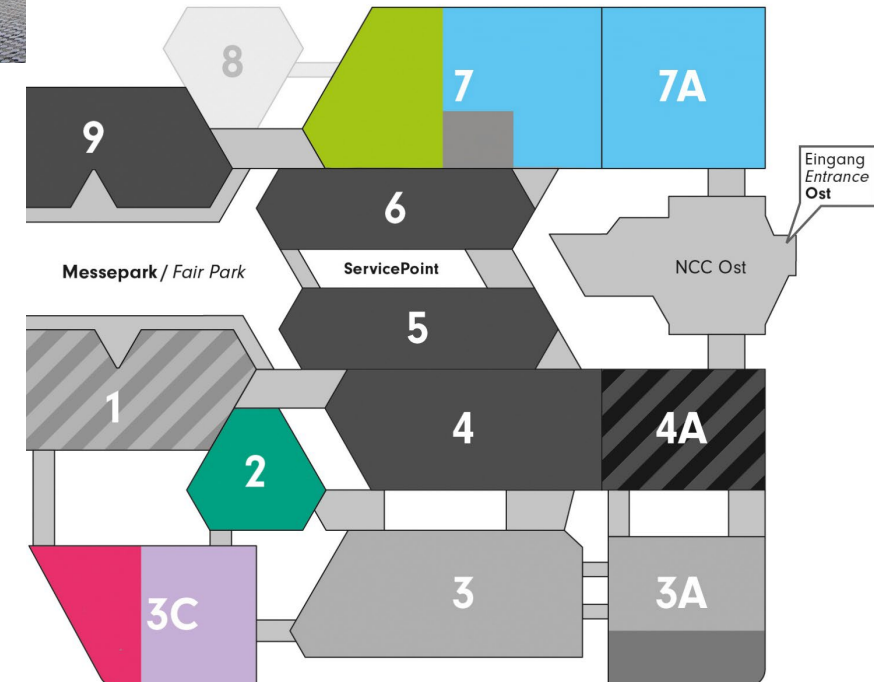 8
7
7A
9
Eingang
Entrance
Ost
6
Messepark / Fair Park
ServicePoint
NCC Ost
5
1
4
4A
2
3C
3
3A